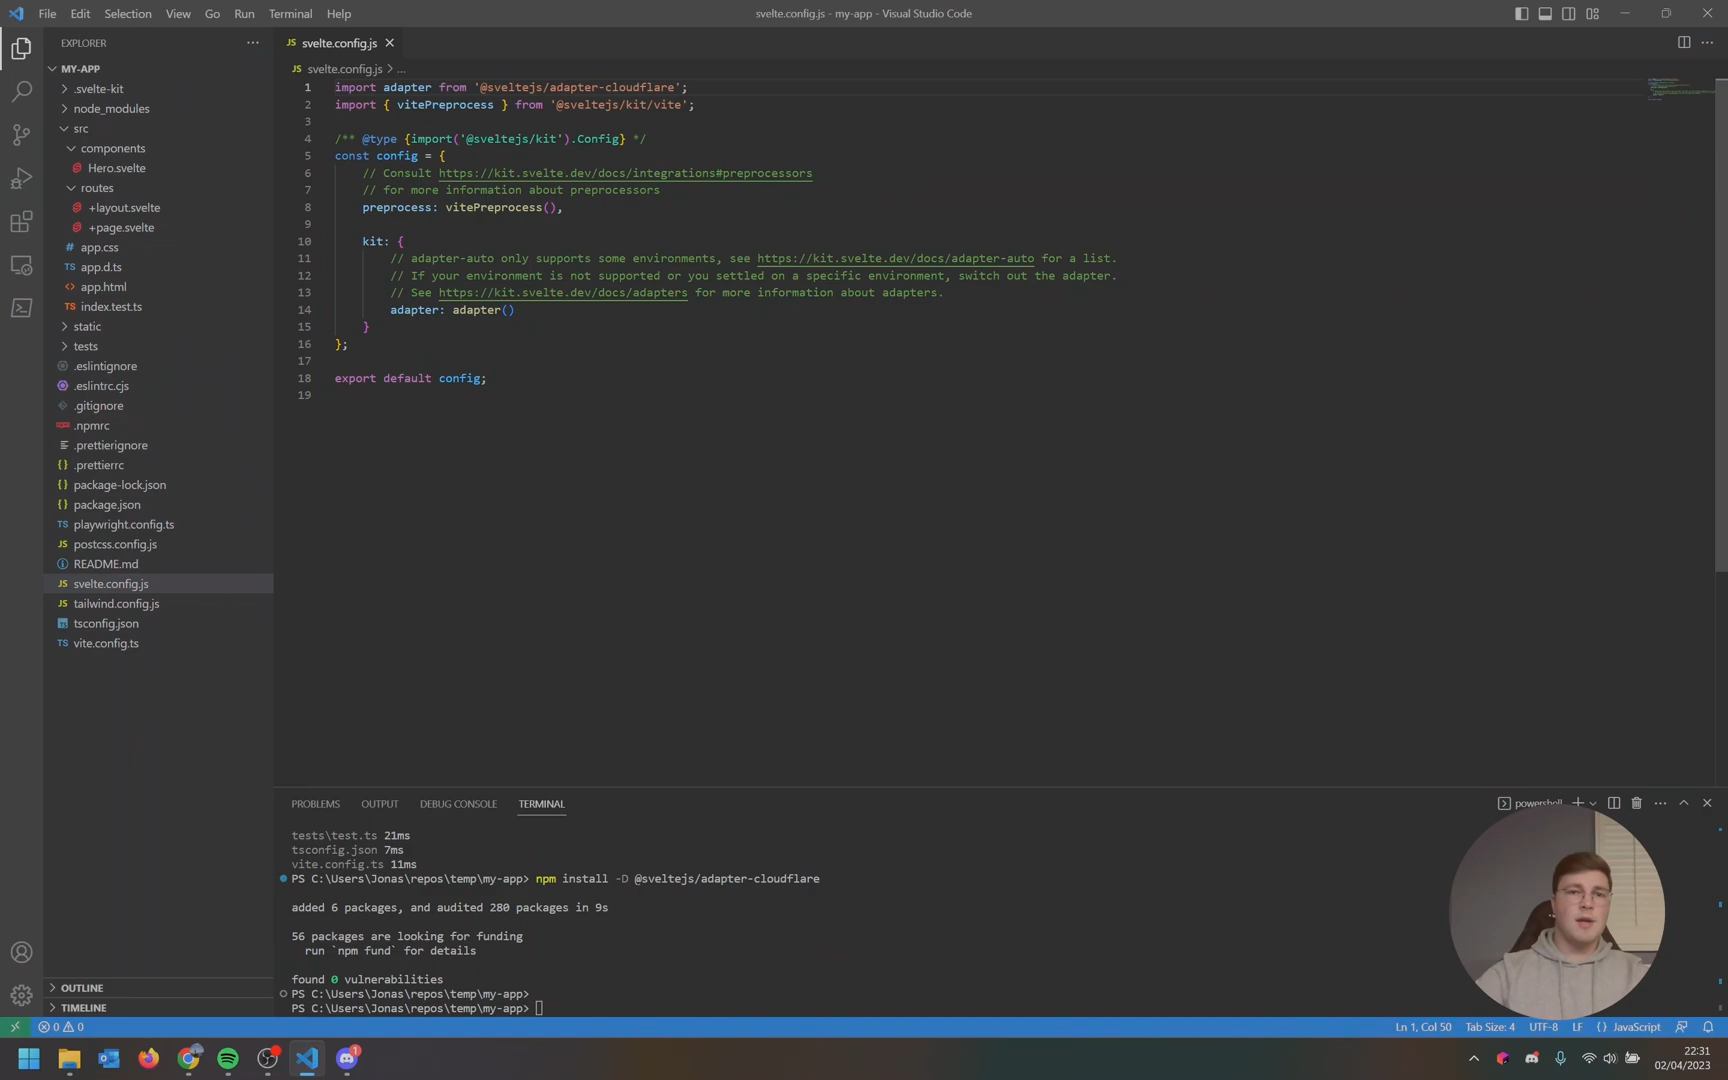 File Edit Selection View Go Run Terminal Help
svelte.config.js - my-app - Visual Studio Code
EXPLORER
MY-APP
.svelte-kit
node_modules
src
components
Hero.svelte
routes
+layout.svelte
+page.svelte
app.css
app.d.ts
app.html
index.test.ts
static
tests
.eslintignore
.eslintrc.cjs
.gitignore
.npmrc
.prettierignore
.prettierrc
package-lock.json
package.json
playwright.config.ts
postcss.config.js
README.md
svelte.config.js
tailwind.config.js
tsconfig.json
vite.config.ts
OUTLINE
TIMELINE
JS svelte.config.js
JS svelte.config.js > ...
1 import adapter from '@sveltejs/adapter-cloudflare';
2 import { vitePreprocess } from '@sveltejs/kit/vite';
3
4 /** @type {import('@sveltejs/kit').Config} */
5 const config = {
6 // Consult https://kit.svelte.dev/docs/integrations#preprocessors
7 // for more information about preprocessors
8 preprocess: vitePreprocess(),
9
10 kit: {
11 // adapter-auto only supports some environments, see https://kit.svelte.dev/docs/adapter-auto for a list.
12 // If your environment is not supported or you settled on a specific environment, switch out the adapter.
13 // See https://kit.svelte.dev/docs/adapters for more information about adapters.
14 adapter: adapter()
15 }
16 };
17
18 export default config;
19
PROBLEMS OUTPUT DEBUG CONSOLE TERMINAL
tests\test.ts 21ms
tsconfig.json 7ms
vite.config.ts 11ms
PS C:\Users\Jonas\repos\temp\my-app> npm install -D @sveltejs/adapter-cloudflare
added 6 packages, and audited 280 packages in 9s
56 packages are looking for funding
run `npm fund` for details
found 0 vulnerabilities
PS C:\Users\Jonas\repos\temp\my-app>
PS C:\Users\Jonas\repos\temp\my-app>
powershell
0 0
Ln 1, Col 50 Tab Size: 4 UTF-8 LF {} JavaScript
1
22:31
02/04/2023